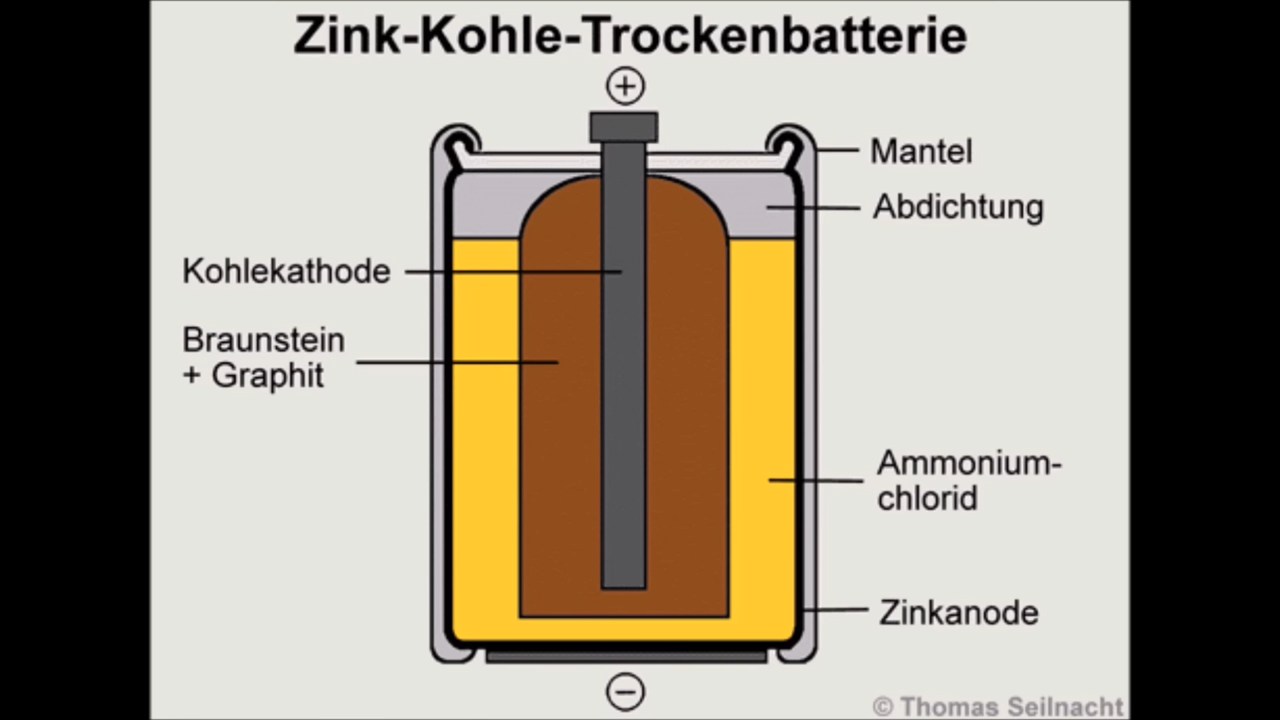 Zink-Kohle-Trockenbatterie
+
Mantel
Abdichtung
Kohlekathode
Braunstein
+ Graphit
Ammonium-
chlorid
Zinkanode
−
© Thomas Seilnacht